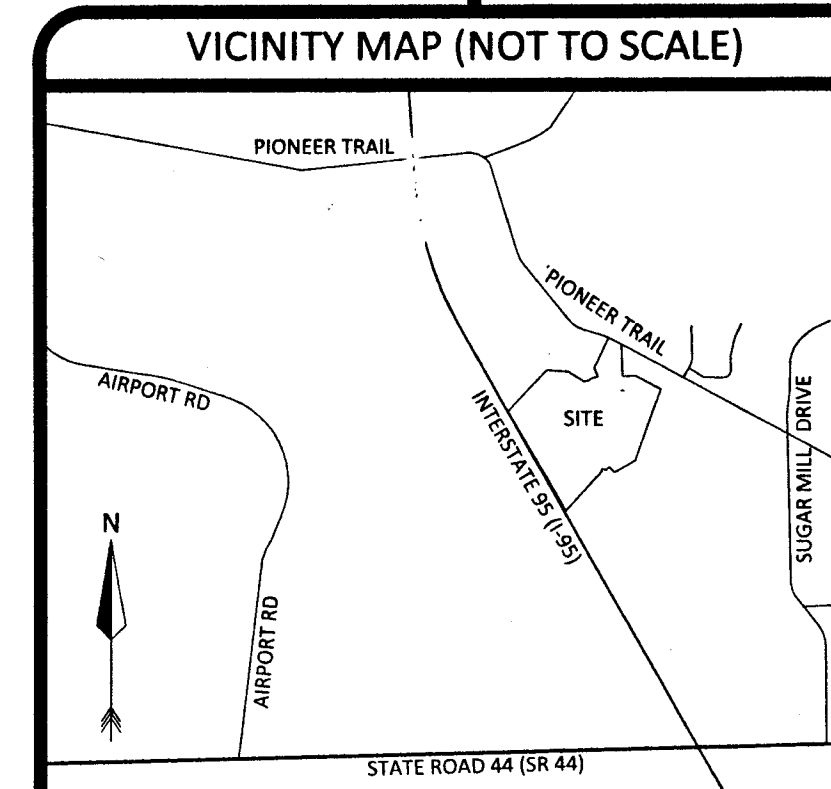 VICINITY MAP (NOT TO SCALE)
PIONEER TRAIL
PIONEER TRAIL
AIRPORT RD
SITE
INTERSTATE 95 (I-95)
SUGAR MILL DRIVE
N
AIRPORT RD
STATE ROAD 44 (SR 44)